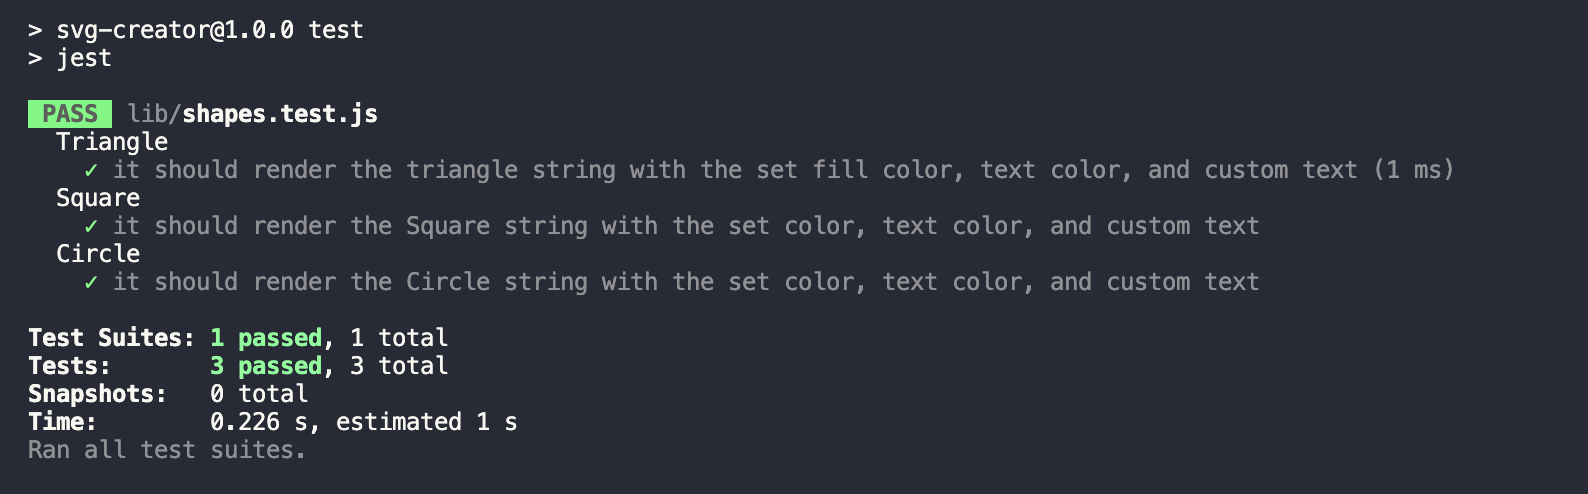 > svg-creator@1.0.0 test
> jest
PASS lib/shapes.test.js
Triangle
✓ it should render the triangle string with the set fill color, text color, and custom text (1 ms)
Square
✓ it should render the Square string with the set color, text color, and custom text
Circle
✓ it should render the Circle string with the set color, text color, and custom text
Test Suites: 1 passed, 1 total
Tests: 3 passed, 3 total
Snapshots: 0 total
Time: 0.226 s, estimated 1 s
Ran all test suites.